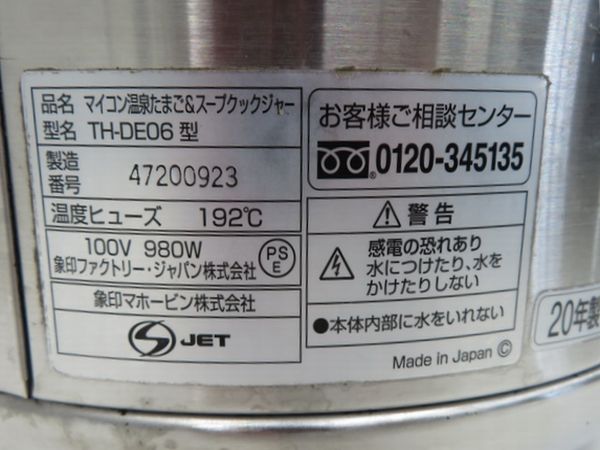 品名 マイコン温泉たまご&スープクックジャー
型名 TH-DE06 型
製造番号 47200923
温度ヒューズ 192℃
100V 980W
象印ファクトリー・ジャパン株式会社
PS E
象印マホービン株式会社
S JET
お客様ご相談センター
0120-345135
警告
感電の恐れあり
水につけたり、水を
かけたりしない
●本体内部に水をいれない
Made in Japan Ⓒ
20年製